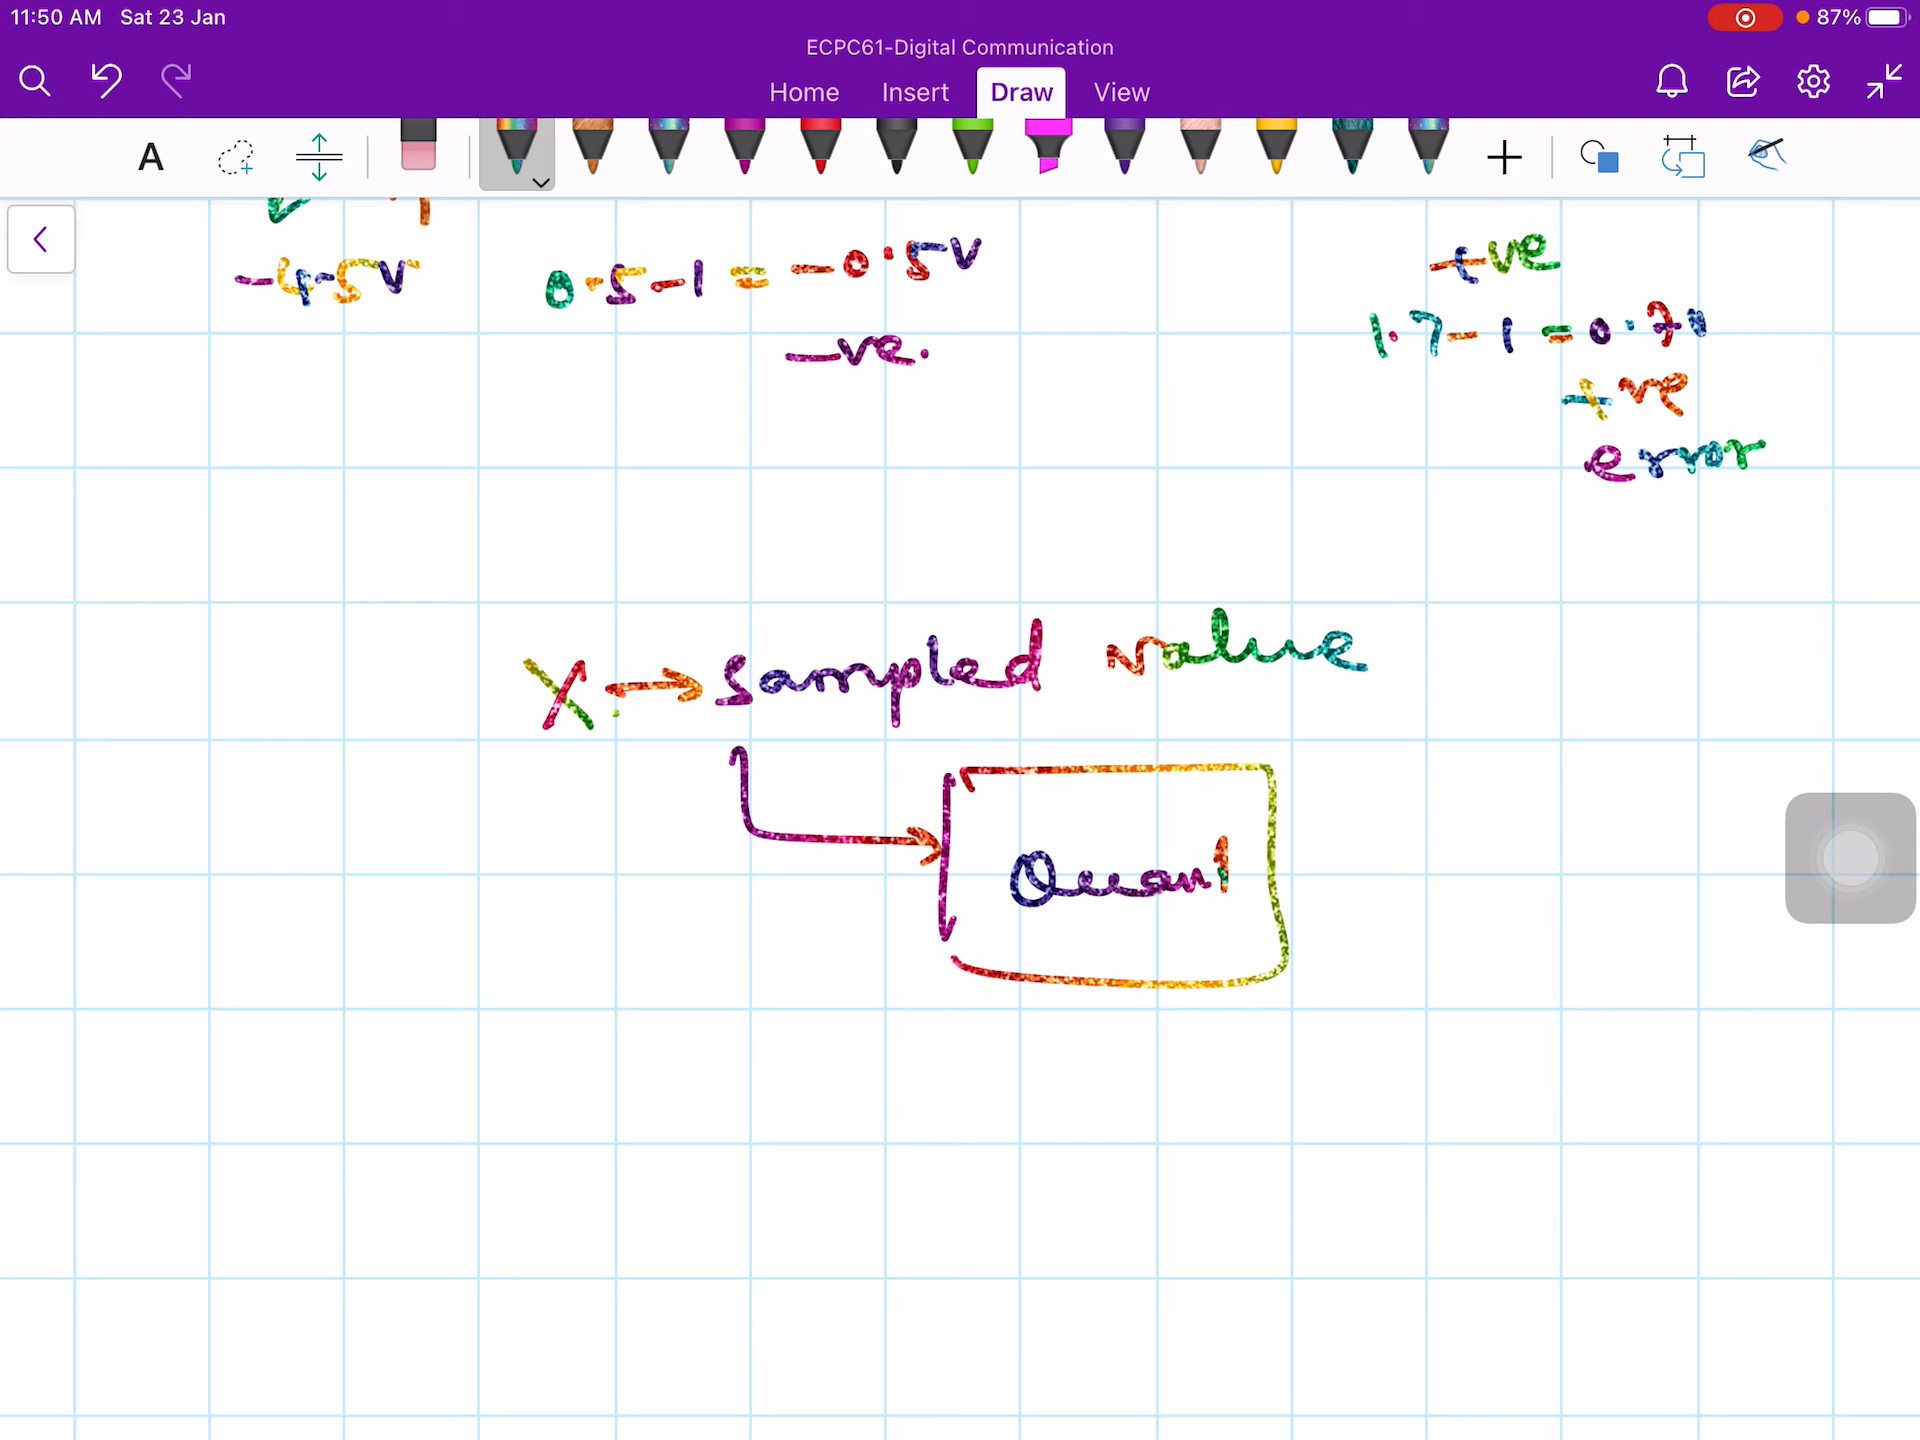 11:50 AM Sat 23 Jan
87%
ECPC61-Digital Communication
Home Insert Draw View
A
-4.5V 0.5-1 = -0.5V
-ve.
+ve
1.7-1 = 0.7V
+ve
error
X → sampled value
Quant